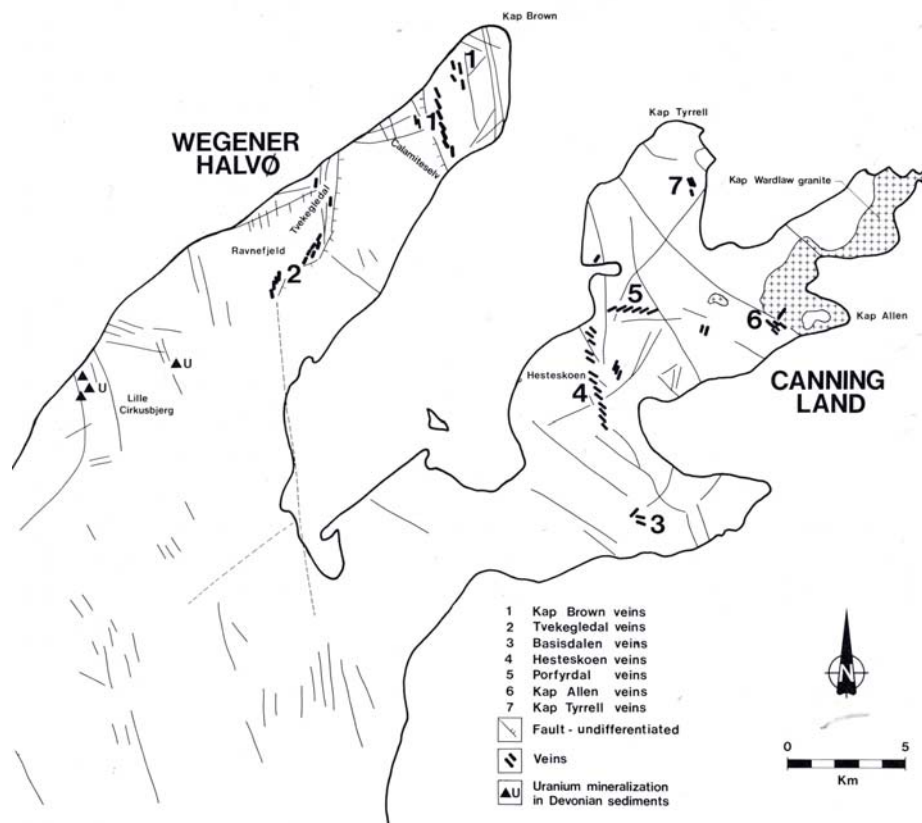 Kap Brown
1
1
WEGENER
HALVØ
Calamiteselv
Tvekegledal
Ravnefjeld
2
U
U
Lille
Cirkusbjerg
Kap Tyrrell
7
Kap Wardlaw granite
5
6
Kap Allen
Hesteskoen
4
CANNING
LAND
3
1 Kap Brown veins
2 Tvekegledal veins
3 Basisdalen veins
4 Hesteskoen veins
5 Porfyrdal veins
6 Kap Allen veins
7 Kap Tyrrell veins
Fault - undifferentiated
Veins
U Uranium mineralization
in Devonian sediments
N
0 5
Km